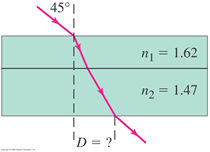 45°
n₁ = 1.62
n₂ = 1.47
D = ?